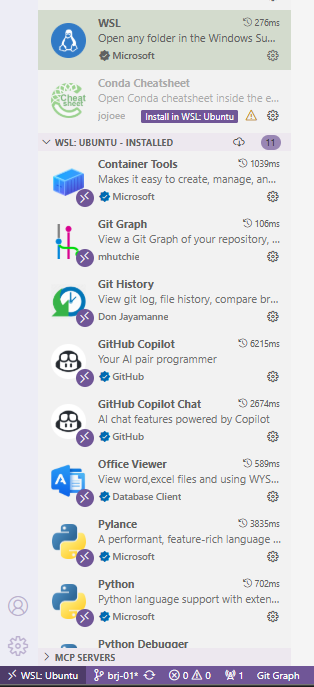 WSL
276ms
Open any folder in the Windows Su...
Microsoft
Conda Cheatsheet
Cheat
sheet
Open Conda cheatsheet inside the e...
jojoee
Install in WSL: Ubuntu
WSL: UBUNTU - INSTALLED
11
Container Tools
1039ms
Makes it easy to create, manage, an...
Microsoft
Git Graph
106ms
View a Git Graph of your repository, ...
mhutchie
Git History
View git log, file history, compare br...
Don Jayamanne
GitHub Copilot
6215ms
Your AI pair programmer
GitHub
GitHub Copilot Chat
2674ms
AI chat features powered by Copilot
GitHub
Office Viewer
589ms
A
View word,excel files and using WYS...
Database Client
Pylance
3835ms
A performant, feature-rich language ...
Microsoft
Python
702ms
Python language support with exten...
Microsoft
Python Debugger
MCP SERVERS
WSL: Ubuntu brj-01* 0 0 1 Git Graph